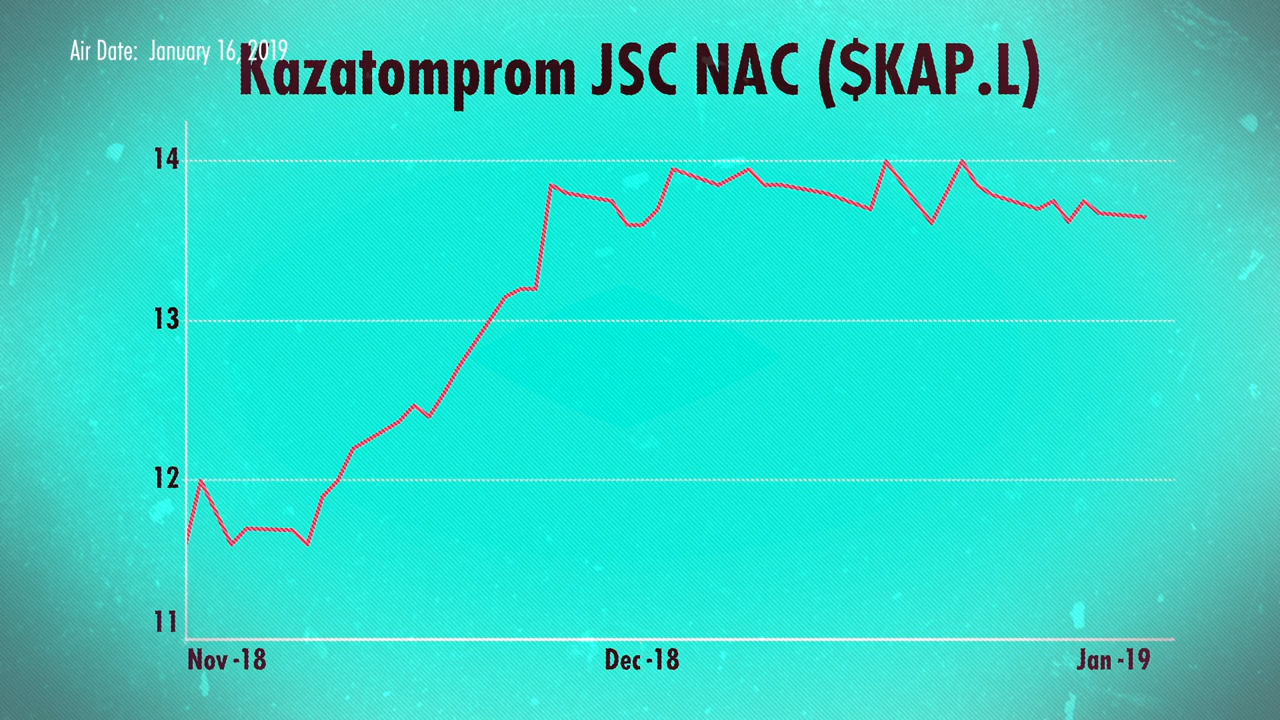 Air Date: January 16, 2019
Kazatomprom JSC NAC ($KAP.L)
14
13
12
11
Nov -18 Dec -18 Jan -19